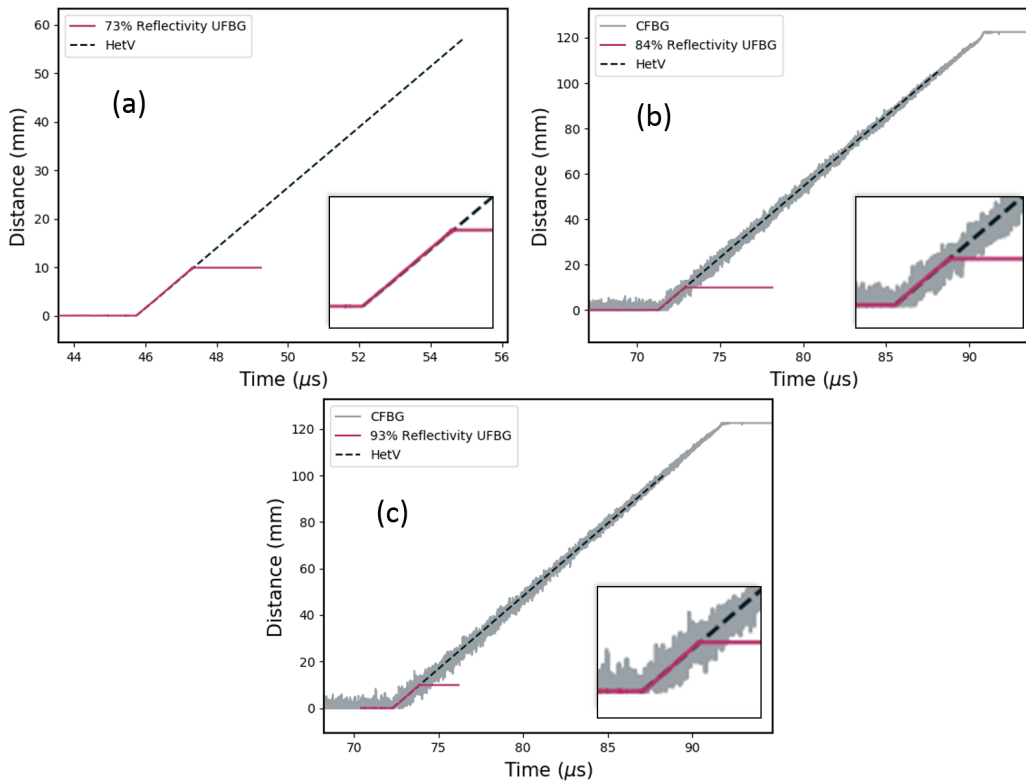 73% Reflectivity UFBG
HetV
(a)
Distance (mm)
60
50
40
30
20
10
0
44 46 48 50 52 54 56
Time (μs)
CFBG
84% Reflectivity UFBG
HetV
(b)
Distance (mm)
120
100
80
60
40
20
0
70 75 80 85 90
Time (μs)
CFBG
93% Reflectivity UFBG
HetV
(c)
Distance (mm)
120
100
80
60
40
20
0
70 75 80 85 90
Time (μs)